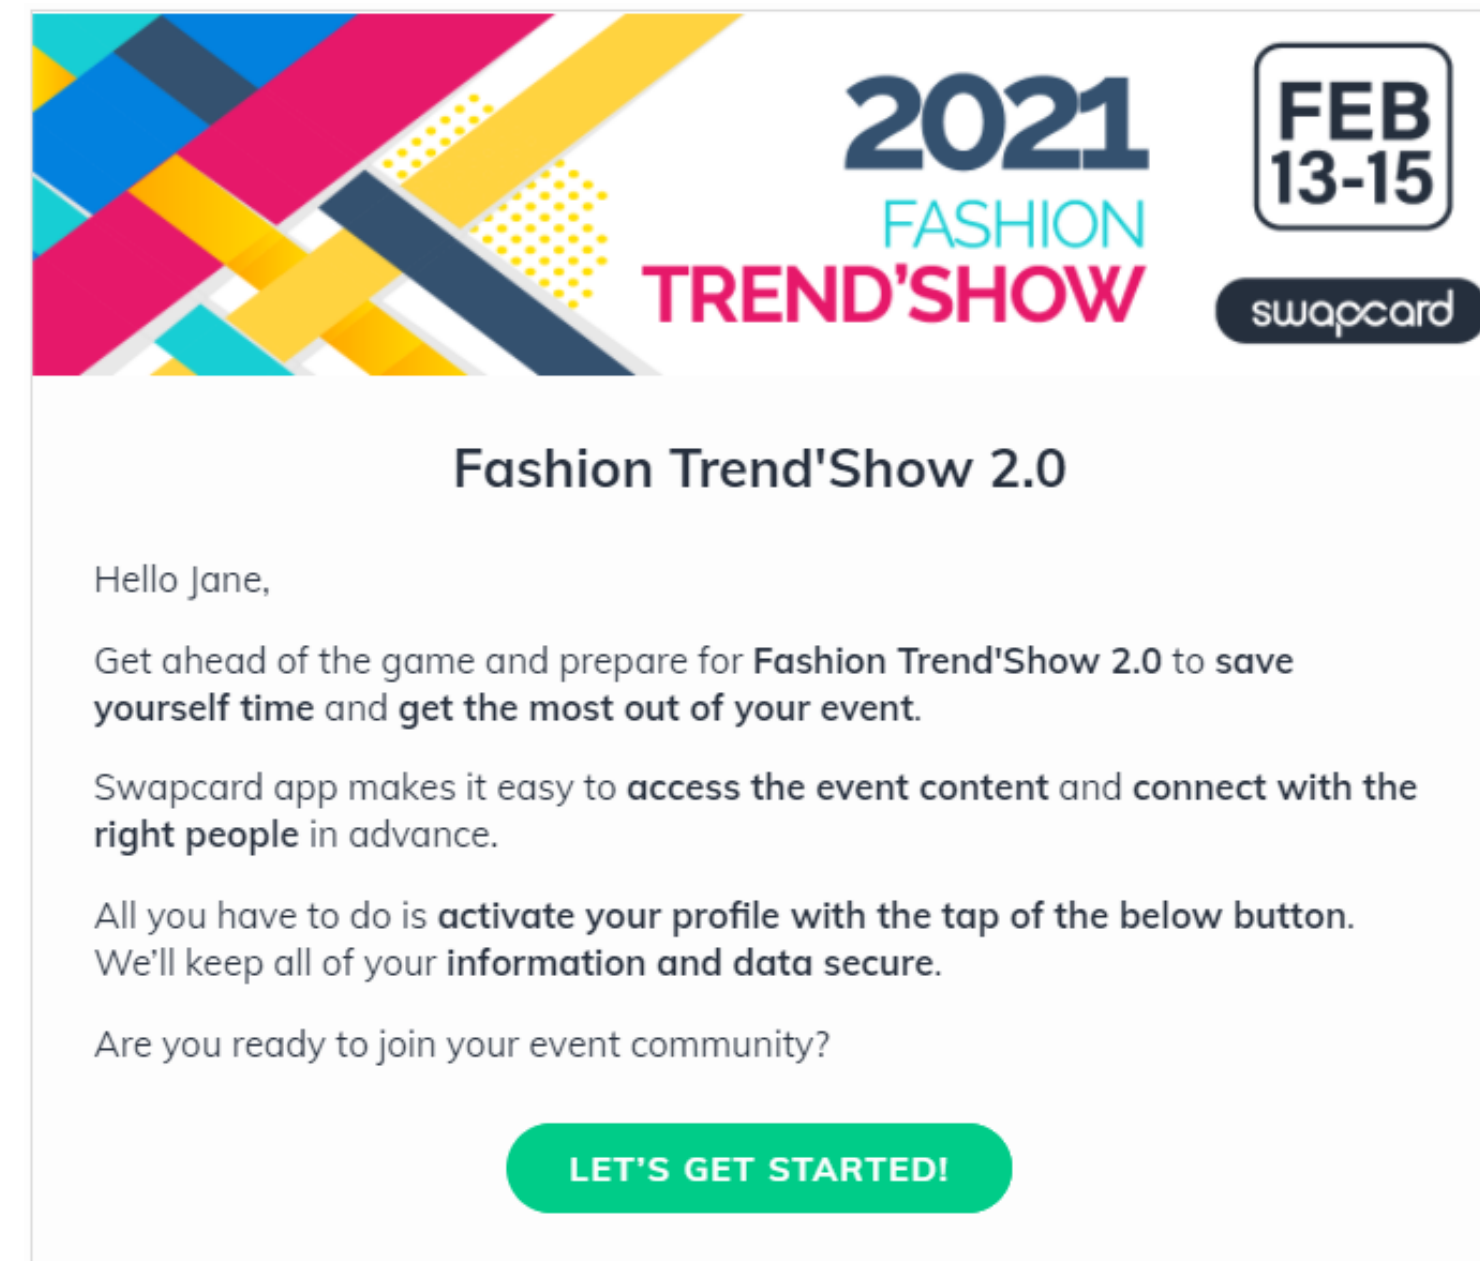 2021
FASHION
TREND'SHOW
FEB
13-15
swapcard
Fashion Trend'Show 2.0
Hello Jane,
Get ahead of the game and prepare for Fashion Trend'Show 2.0 to save
yourself time and get the most out of your event.
Swapcard app makes it easy to access the event content and connect with the
right people in advance.
All you have to do is activate your profile with the tap of the below button.
We’ll keep all of your information and data secure.
Are you ready to join your event community?
LET’S GET STARTED!